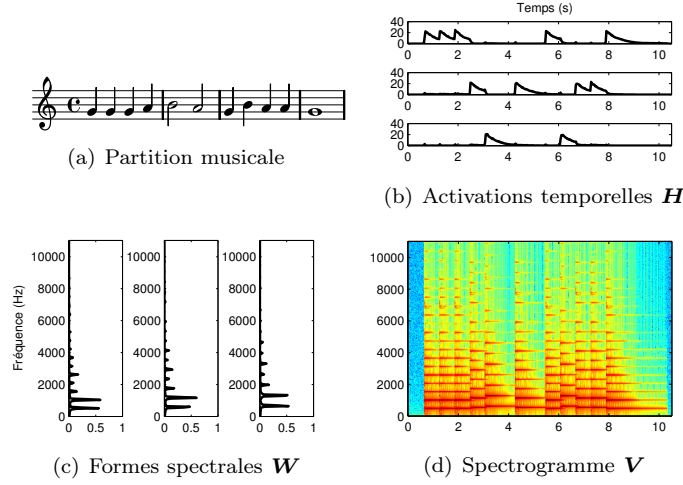 Temps (s)
40
20
0
0 2 4 6 8 10
40
20
0
0 2 4 6 8 10
40
20
0
0 2 4 6 8 10
(a) Partition musicale
(b) Activations temporelles H
Fréquence (Hz)
10000
8000
6000
4000
2000
0
0 0.5 1
10000
8000
6000
4000
2000
0
0 0.5 1
10000
8000
6000
4000
2000
0
0 0.5 1
10000
8000
6000
4000
2000
0
0 2 4 6 8 10
(c) Formes spectrales W
(d) Spectrogramme V